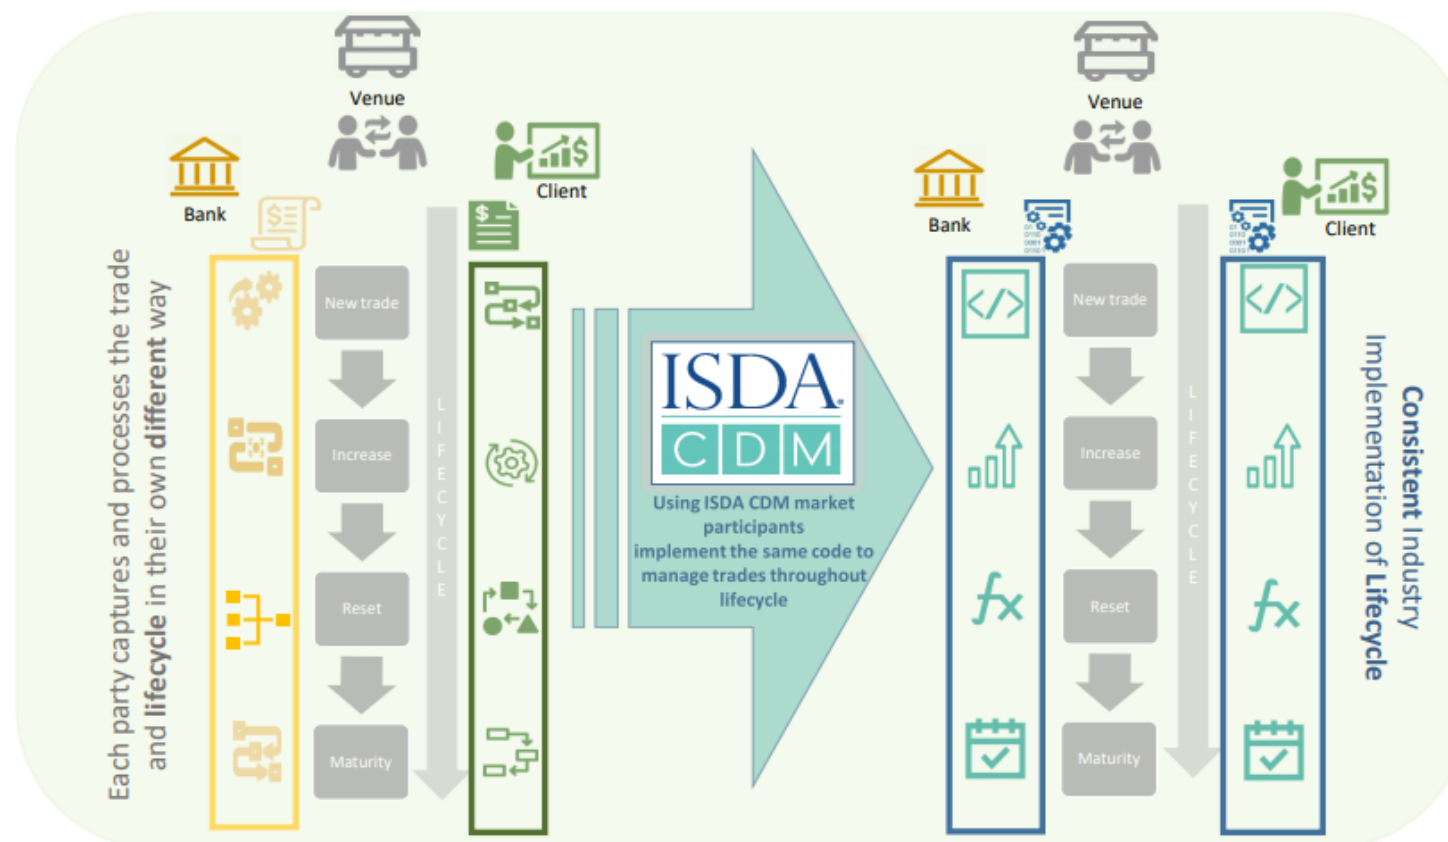 Venue
Bank
Client
$
$
$
Each party captures and processes the trade
and lifecycle in their own different way
New trade
Increase
Reset
Maturity
LIFECYCLE
ISDA
CDM
Using ISDA CDM market
participants
implement the same code to
manage trades throughout
lifecycle
Venue
Bank
Client
$
New trade
Increase
Reset
Maturity
LIFECYCLE
</>
fx
</>
fx
Consistent Industry
Implementation of Lifecycle